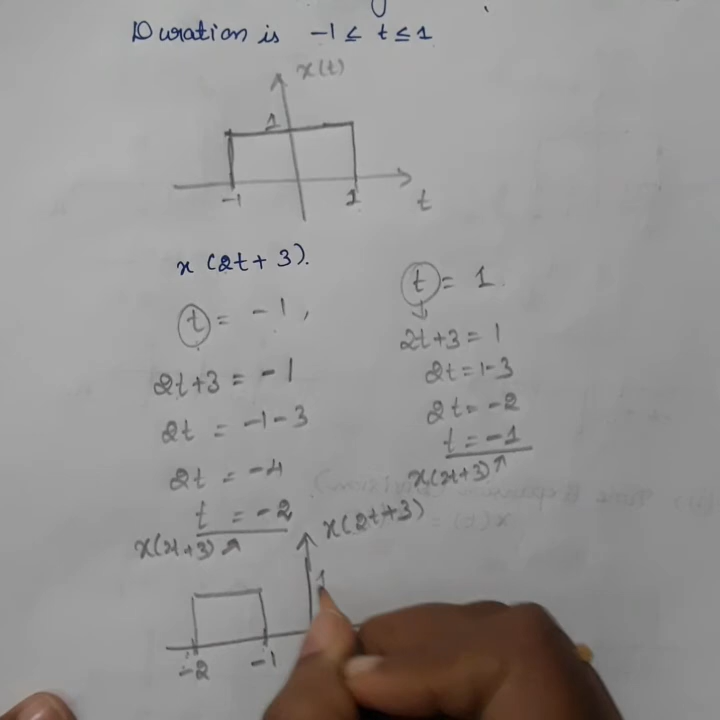 Duration is -1 ≤ t ≤ 1
x(t)
1
-1
1
t
x (2t + 3).
t = -1,
2t+3 = -1
2t = -1-3
2t = -4
t = -2
x(2t+3)
t = 1.
2t+3 = 1
2t = 1-3
2t = -2
t = -1
x(2t+3)
x(2t+3)
1
-2
-1